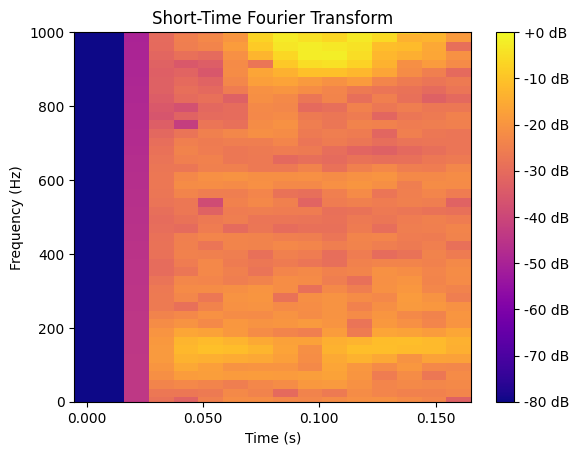 Short-Time Fourier Transform
Frequency (Hz)
1000
800
600
400
200
0
0.000
0.050
0.100
0.150
Time (s)
+0 dB
-10 dB
-20 dB
-30 dB
-40 dB
-50 dB
-60 dB
-70 dB
-80 dB